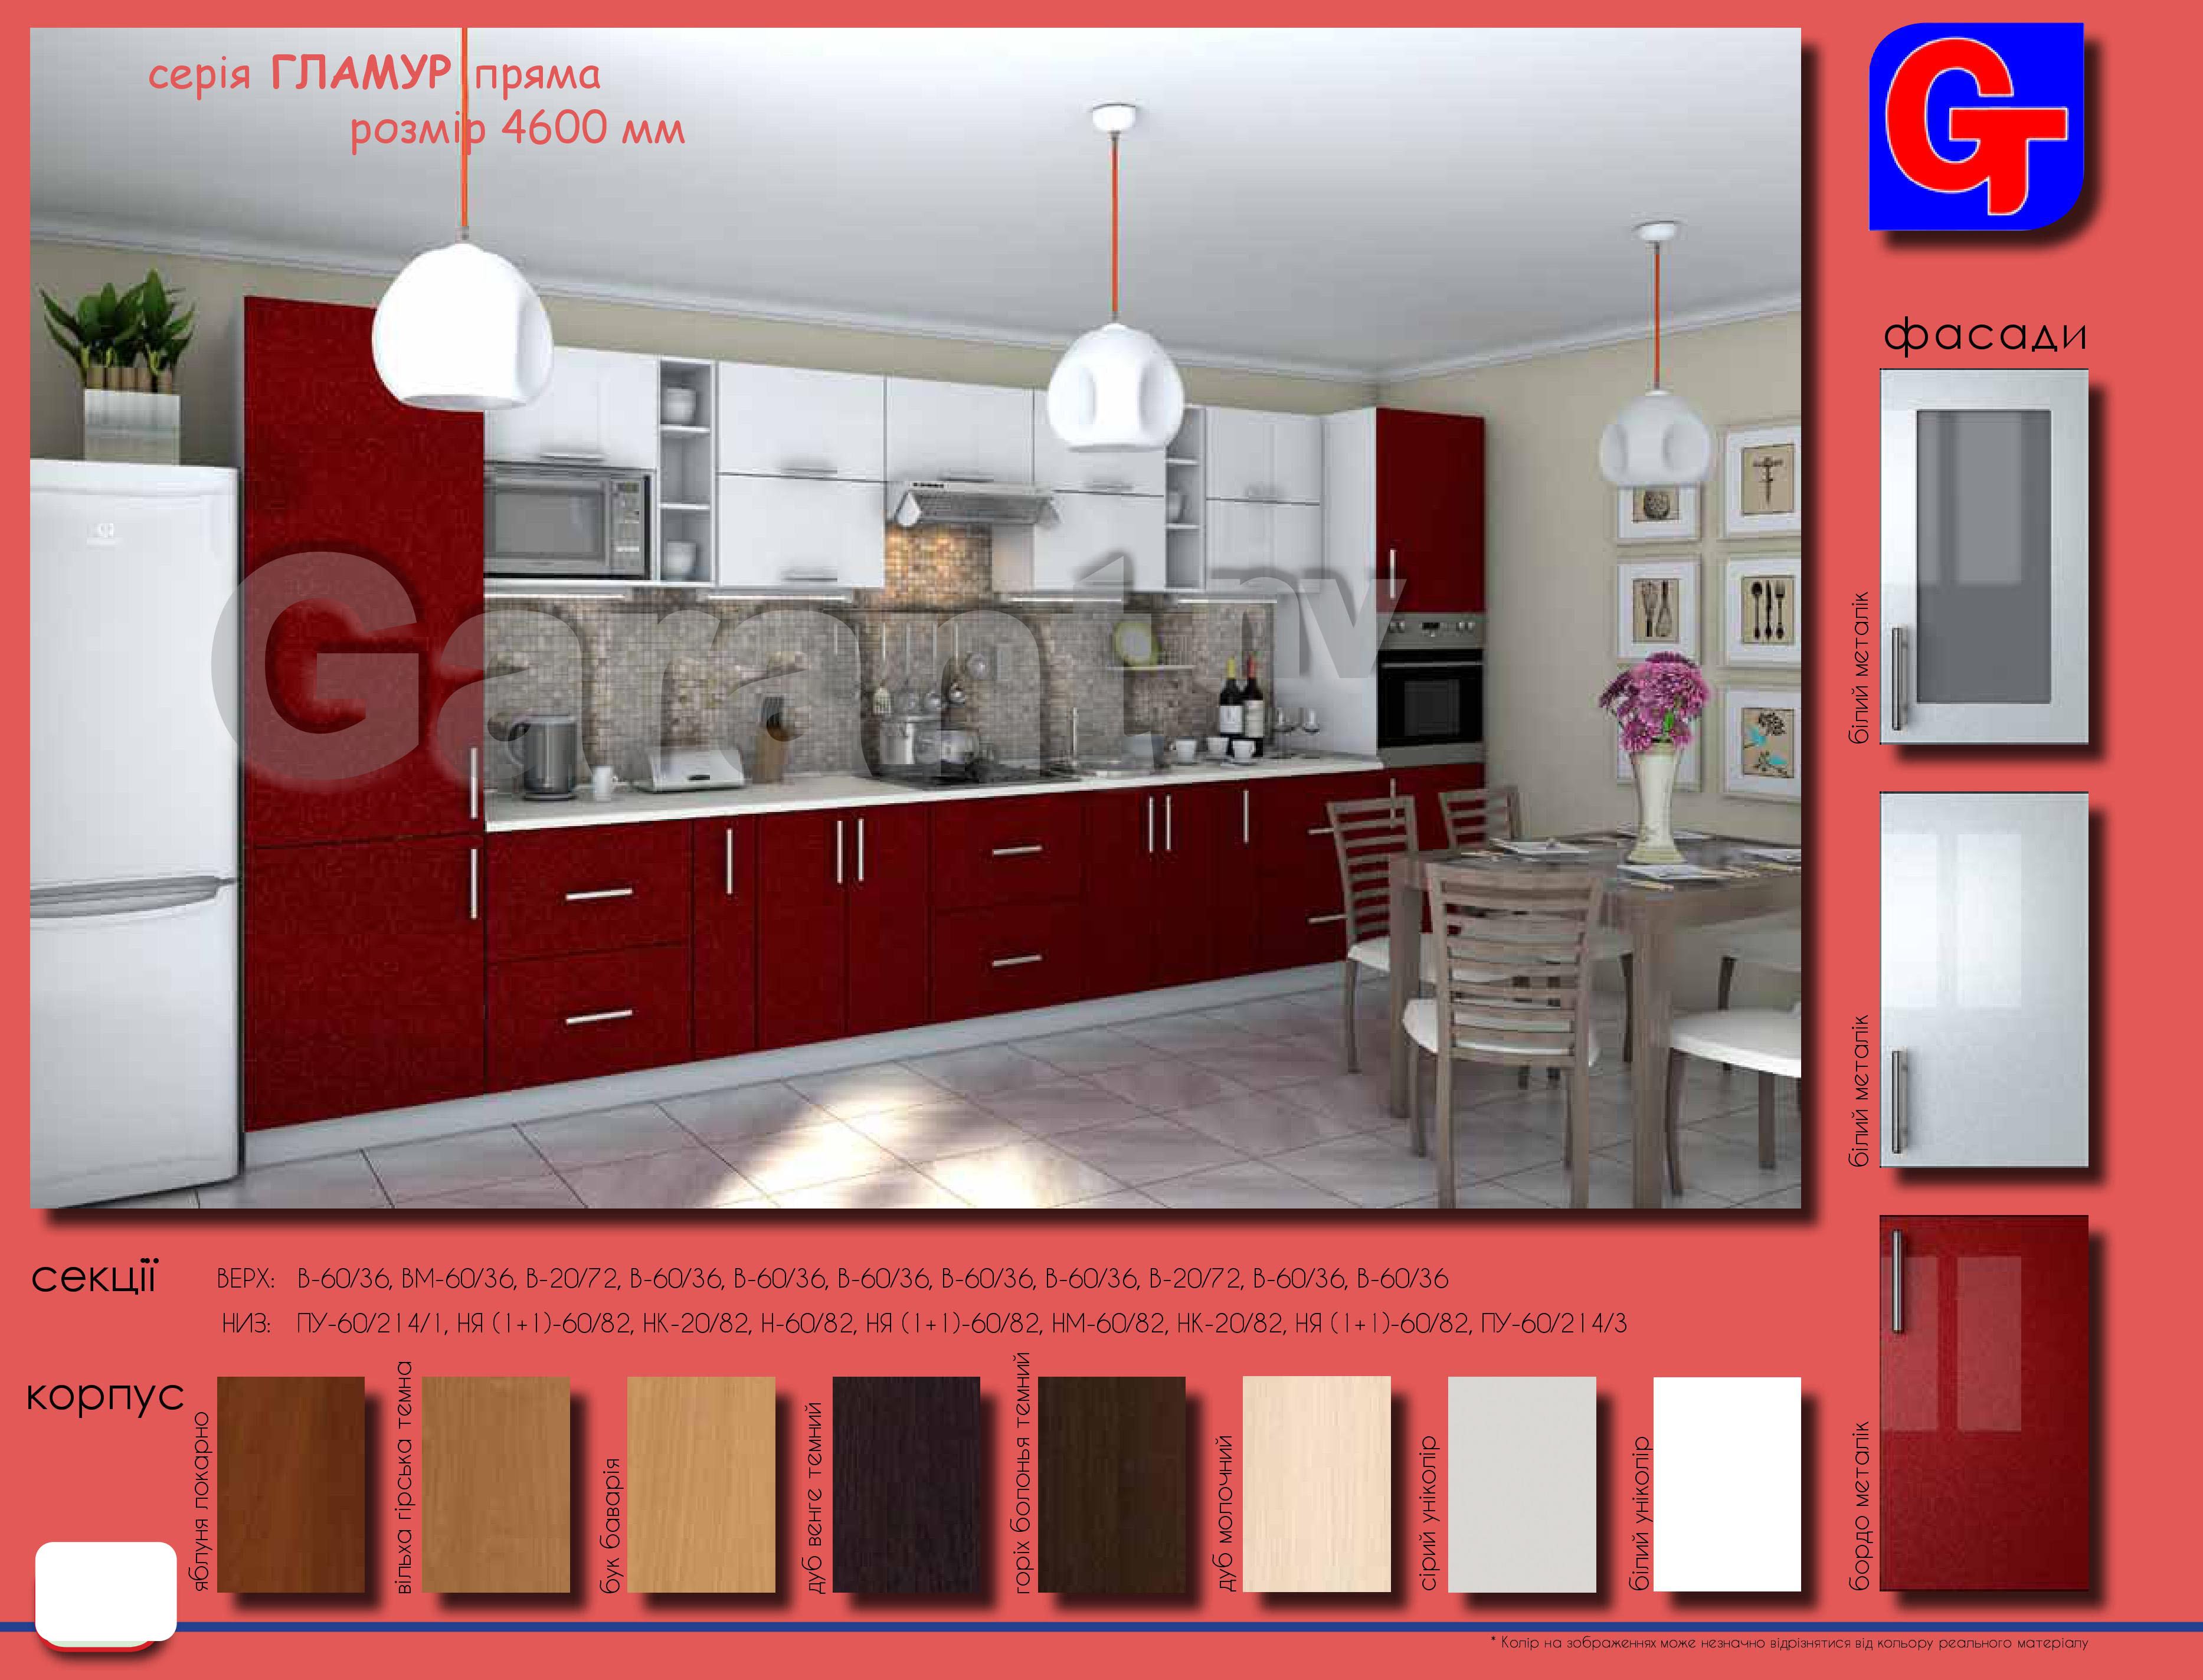 серія ГЛАМУР пряма
розмір 4600 мм
GT
фасади
Garant nv
білий металік
білий металік
бордо металік
секції
ВЕРХ: В-60/36, ВМ-60/36, В-20/72, В-60/36, В-60/36, В-60/36, В-60/36, В-60/36, В-20/72, В-60/36, В-60/36
НИЗ: ПУ-60/214/1, НЯ (1+1)-60/82, НК-20/82, Н-60/82, НЯ (1+1)-60/82, НМ-60/82, НК-20/82, НЯ (1+1)-60/82, ПУ-60/214/3
корпус
яблуня локарно
вільха гірська темна
бук баварія
дуб венге темний
горіх болонья темний
дуб молочний
сірий уніколір
білий уніколір
* Колір на зображеннях може незначно відрізнятися від кольору реального матеріалу